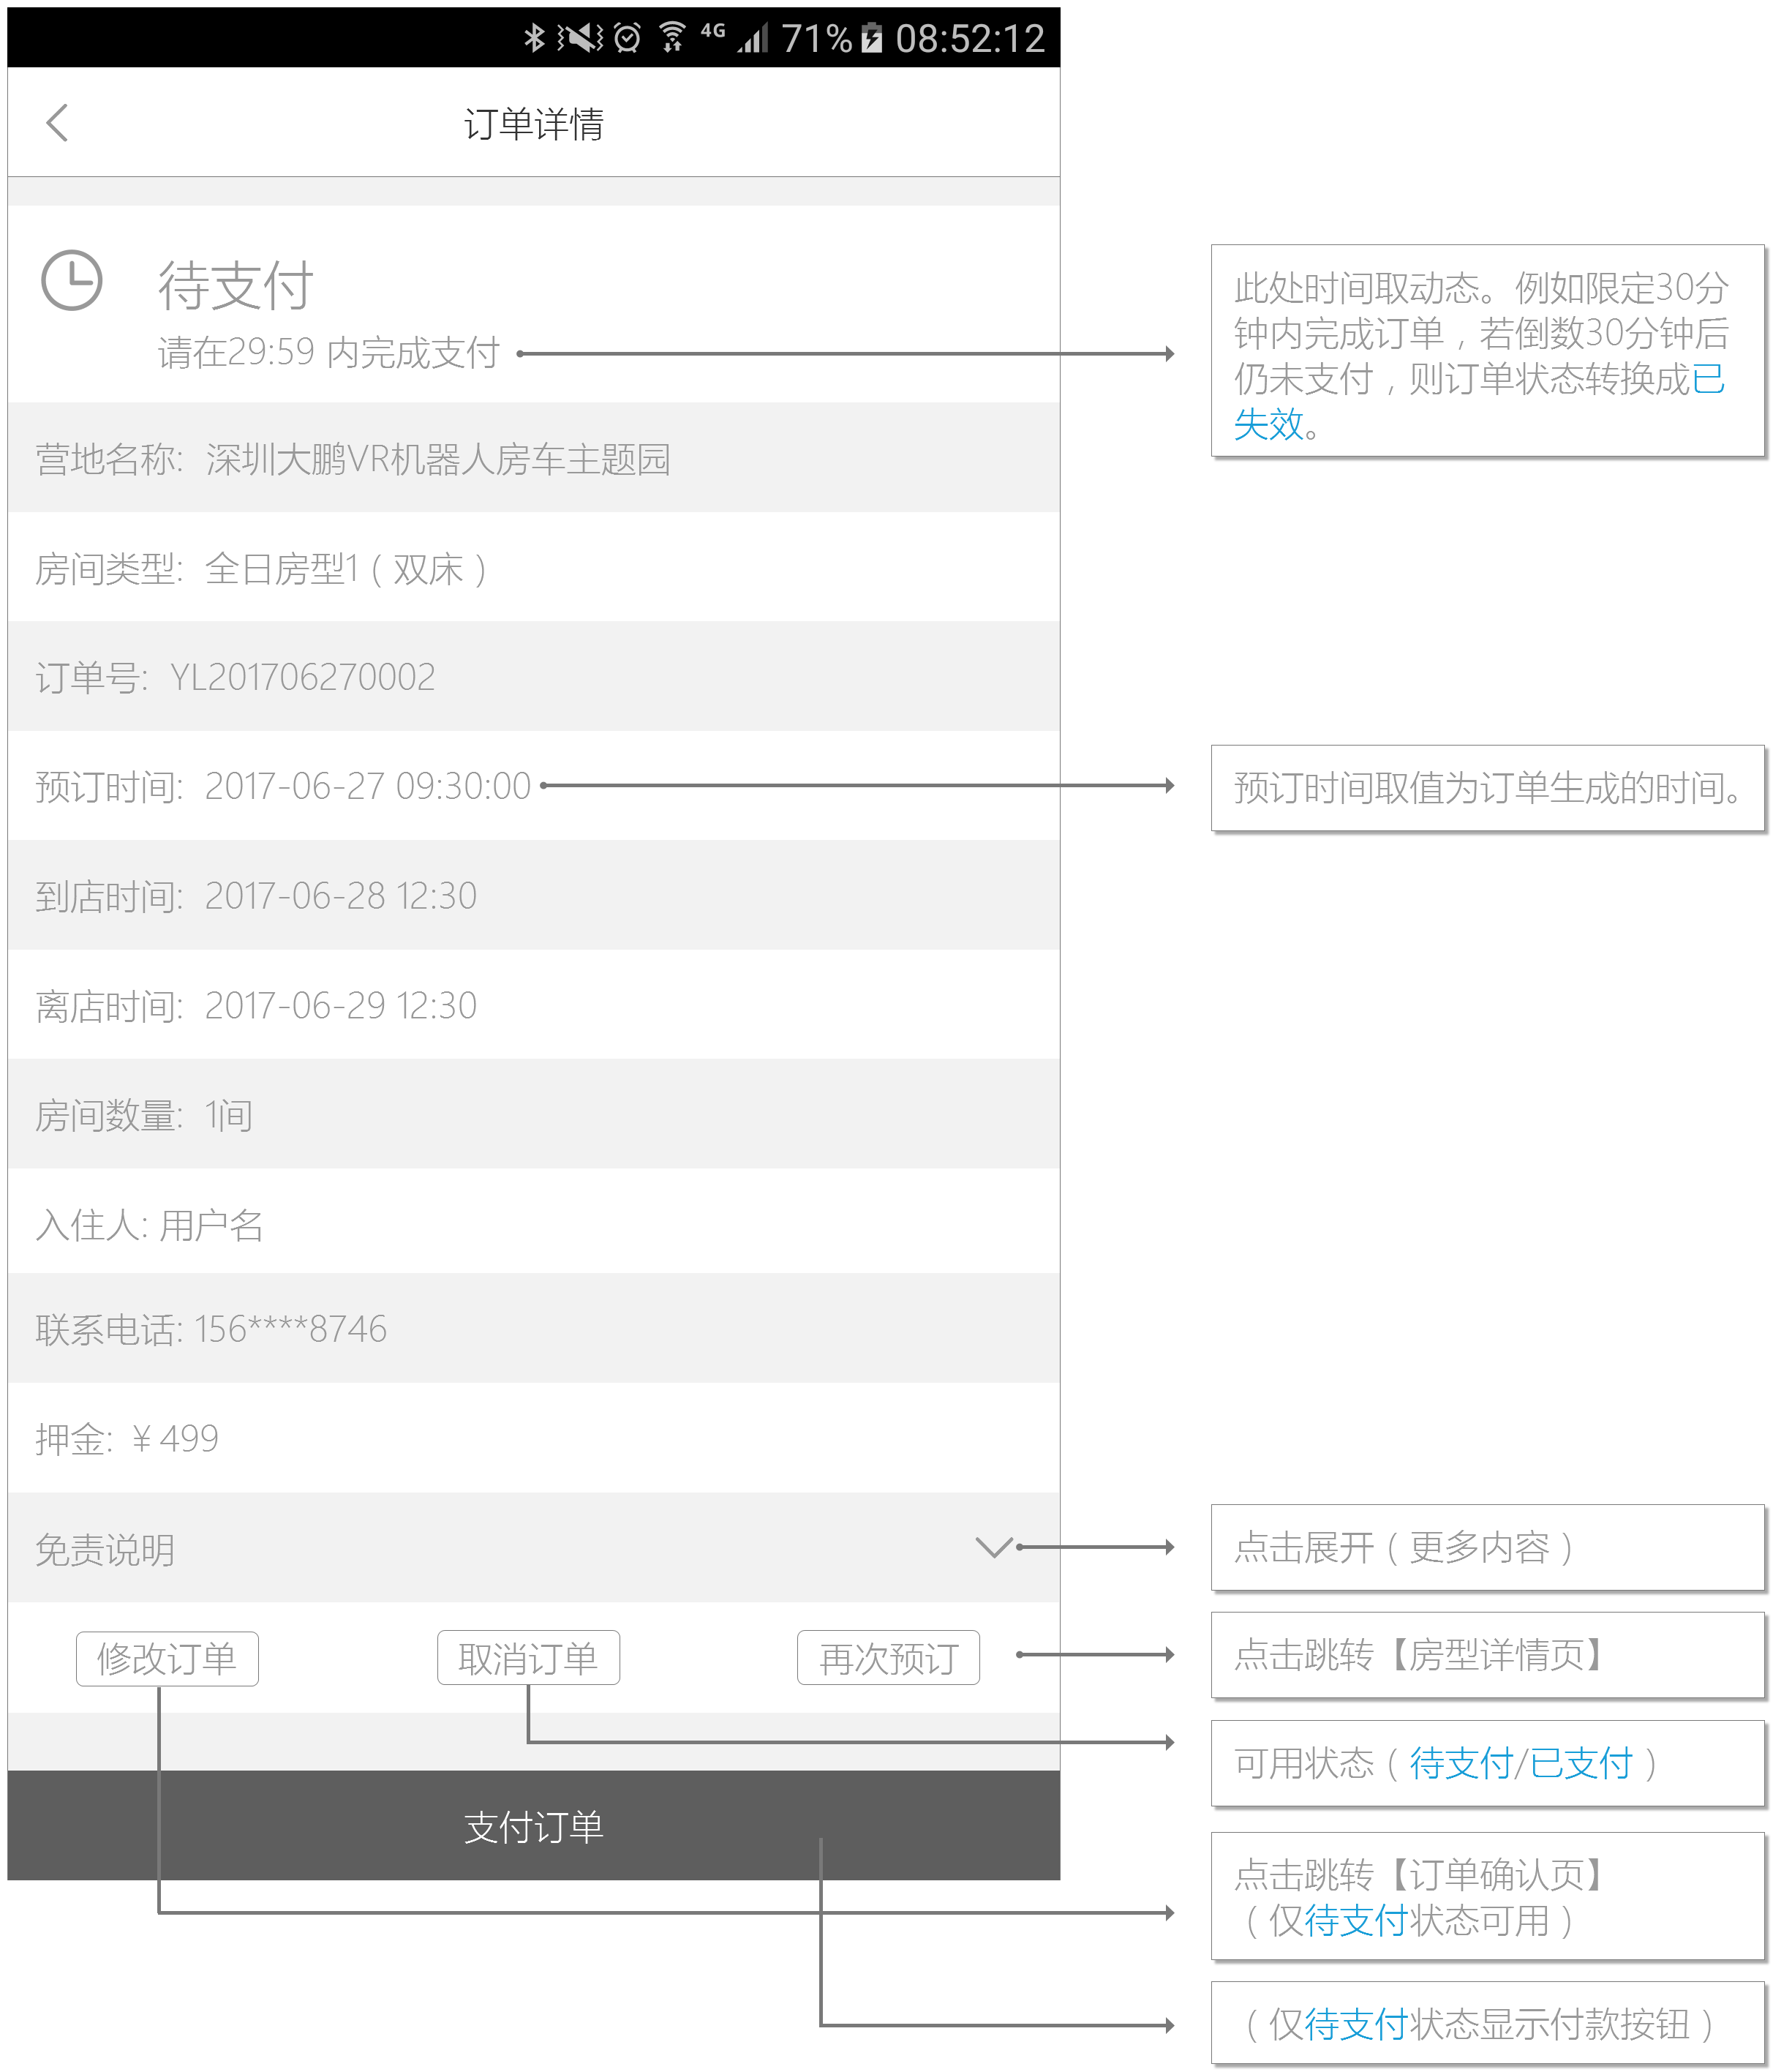 4G 71% 08:52:12
订单详情
待支付
请在29:59 内完成支付
此处时间取动态。例如限定30分
钟内完成订单，若倒数30分钟后
仍未支付，则订单状态转换成已
失效。
营地名称: 深圳大鹏VR机器人房车主题园
房间类型: 全日房型1（双床）
订单号: YL201706270002
预订时间: 2017-06-27 09:30:00
预订时间取值为订单生成的时间。
到店时间: 2017-06-28 12:30
离店时间: 2017-06-29 12:30
房间数量: 1间
入住人: 用户名
联系电话: 156****8746
押金: ¥ 499
免责说明
点击展开（更多内容）
修改订单 取消订单 再次预订
点击跳转【房型详情页】
可用状态（待支付/已支付）
支付订单
点击跳转【订单确认页】
（仅待支付状态可用）
（仅待支付状态显示付款按钮）